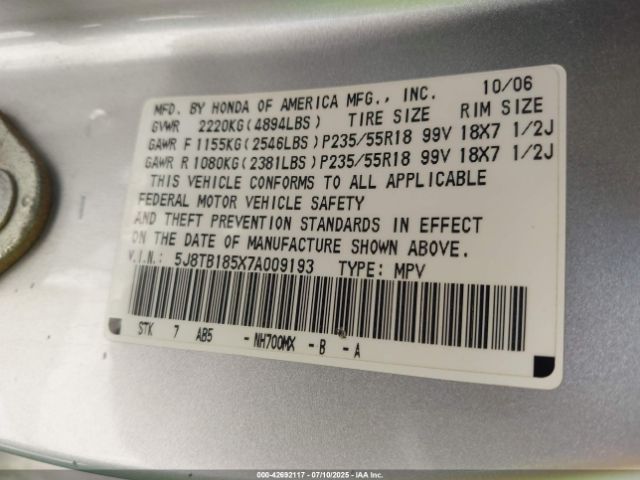 MFD. BY HONDA OF AMERICA MFG., INC. 10/06
GVWR 2220KG(4894LBS) TIRE SIZE RIM SIZE
GAWR F 1155KG(2546LBS)P235/55R18 99V 18X7 1/2J
GAWR R 1080KG(2381LBS)P235/55R18 99V 18X7 1/2J
THIS VEHICLE CONFORMS TO ALL APPLICABLE
FEDERAL MOTOR VEHICLE SAFETY
AND THEFT PREVENTION STANDARDS IN EFFECT
ON THE DATE OF MANUFACTURE SHOWN ABOVE.
V.I.N.: 5J8TB185X7A009193 TYPE: MPV
STK 7 AB5 -NH700MX -B -A
© 00-42692117 07/10/2025 IAA Inc.